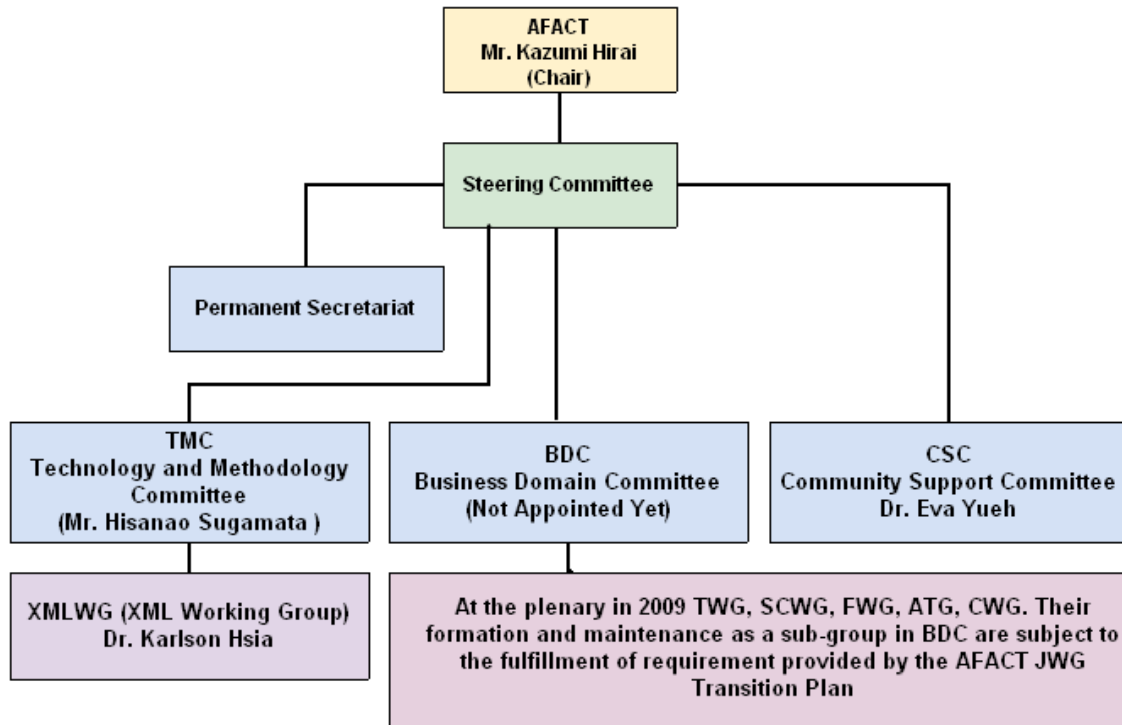 AFACT
Mr. Kazumi Hirai
(Chair)
Steering Committee
Permanent Secretariat
TMC
Technology and Methodology
Committee
(Mr. Hisanao Sugamata )
BDC
Business Domain Committee
(Not Appointed Yet)
CSC
Community Support Committee
Dr. Eva Yueh
XMLWG (XML Working Group)
Dr. Karlson Hsia
At the plenary in 2009 TWG, SCWG, FWG, ATG, CWG. Their
formation and maintenance as a sub-group in BDC are subject to
the fulfillment of requirement provided by the AFACT JWG
Transition Plan